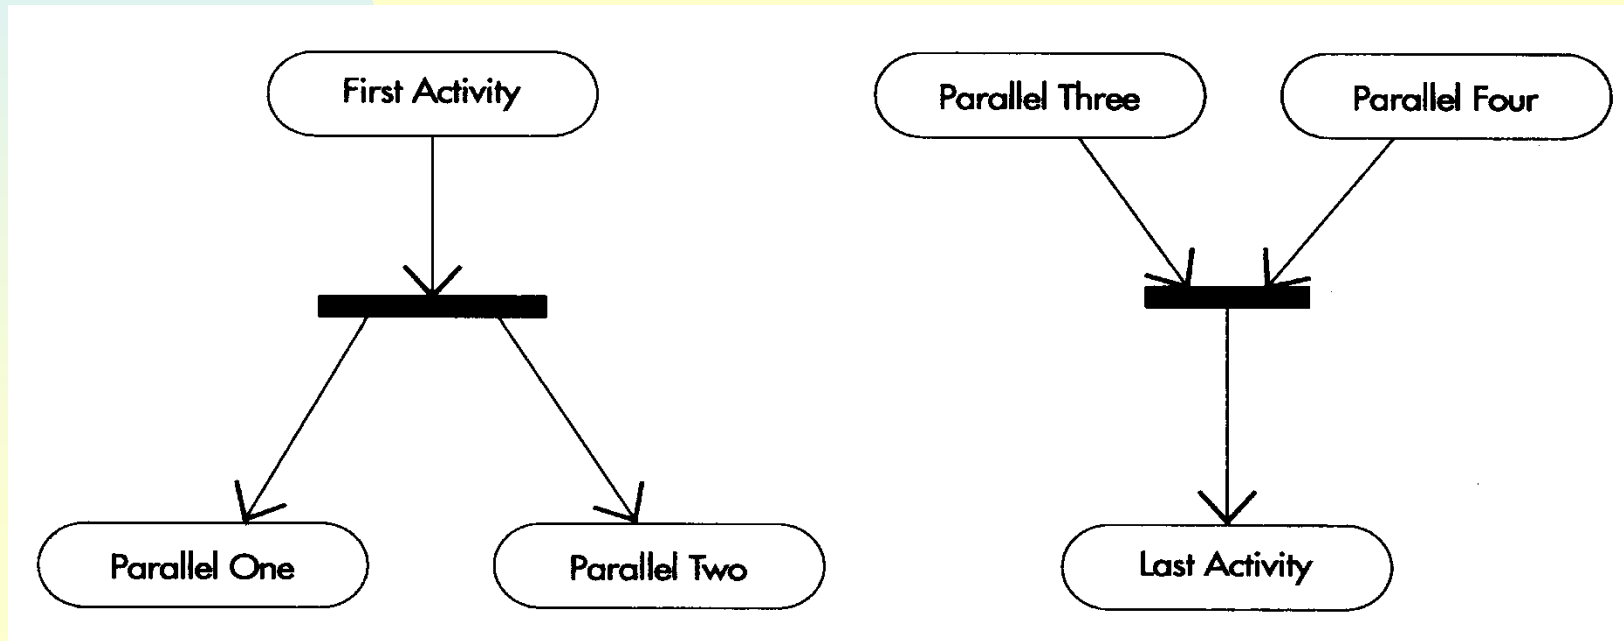 First Activity
Parallel Three
Parallel Four
Parallel One
Parallel Two
Last Activity